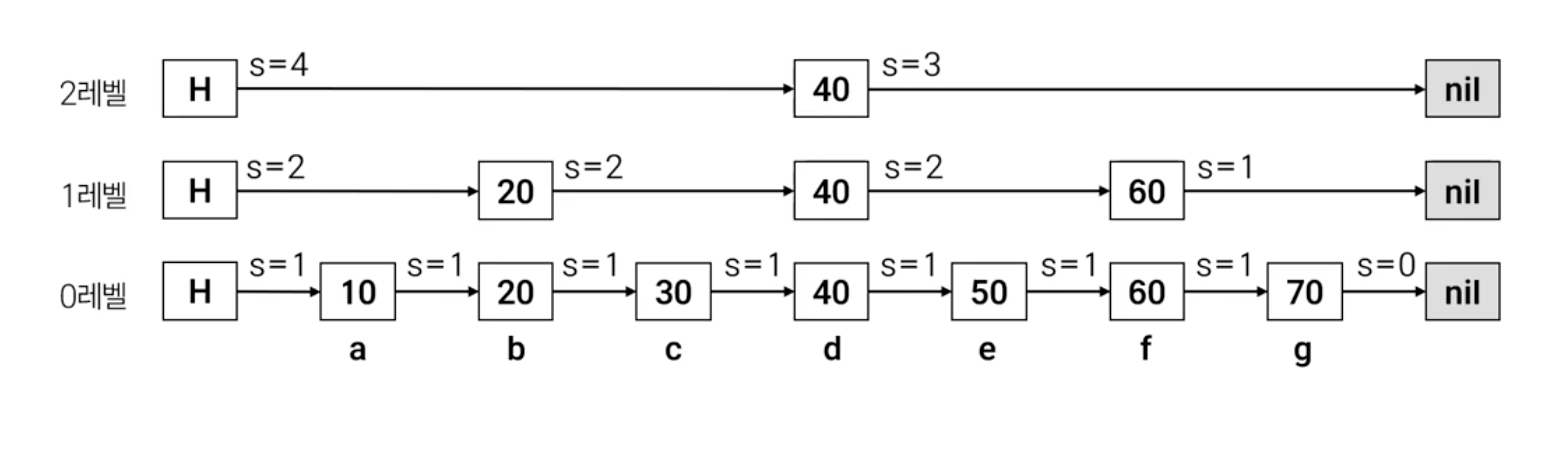 s=4 s=3
2레벨 H 40 nil
s=2 s=2 s=2 s=1
1레벨 H 20 40 60 nil
s=1 s=1 s=1 s=1 s=1 s=1 s=1 s=0
0레벨 H 10 20 30 40 50 60 70 nil
a b c d e f g